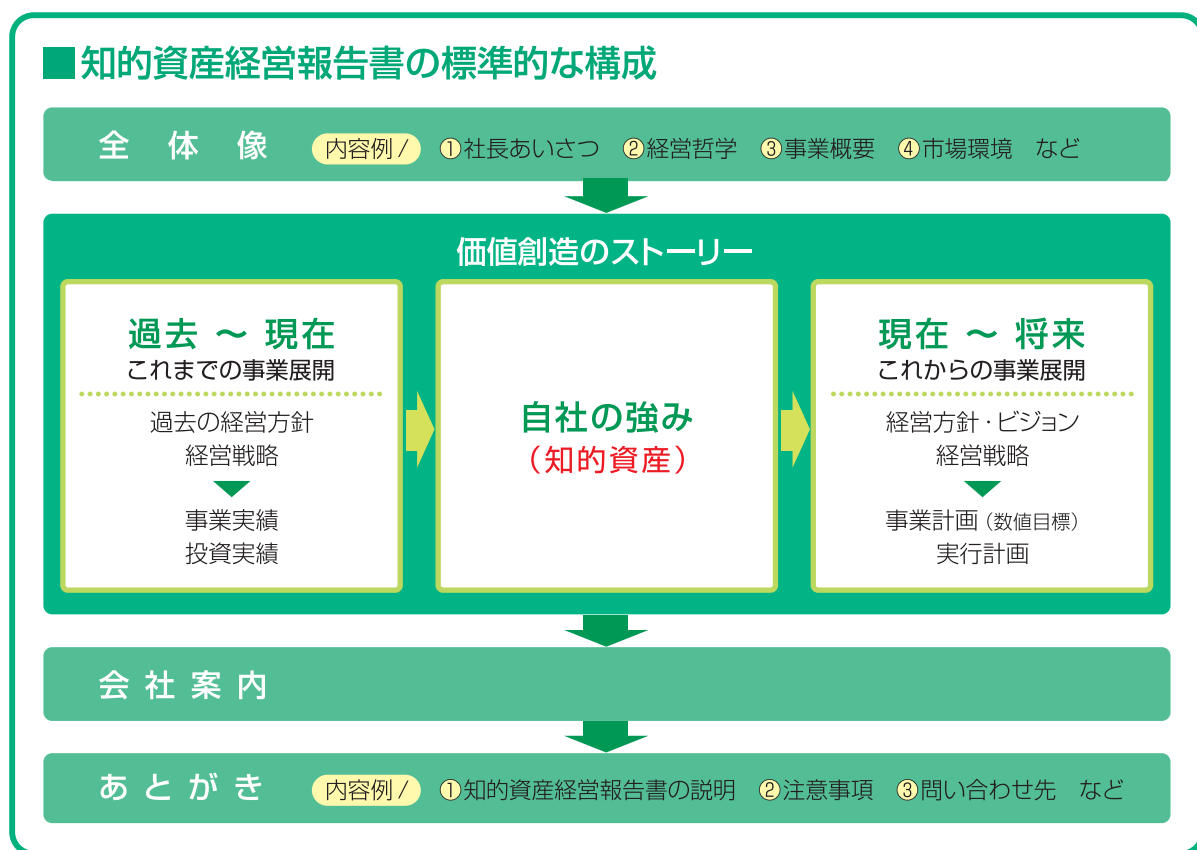 ■知的資産経営報告書の標準的な構成
全体像 内容例/ ①社長あいさつ ②経営哲学 ③事業概要 ④市場環境 など
価値創造のストーリー
過去 ～ 現在
これまでの事業展開
過去の経営方針
経営戦略
事業実績
投資実績
自社の強み
（知的資産）
現在 ～ 将来
これからの事業展開
経営方針・ビジョン
経営戦略
事業計画（数値目標）
実行計画
会社案内
あとがき 内容例/ ①知的資産経営報告書の説明 ②注意事項 ③問い合わせ先 など